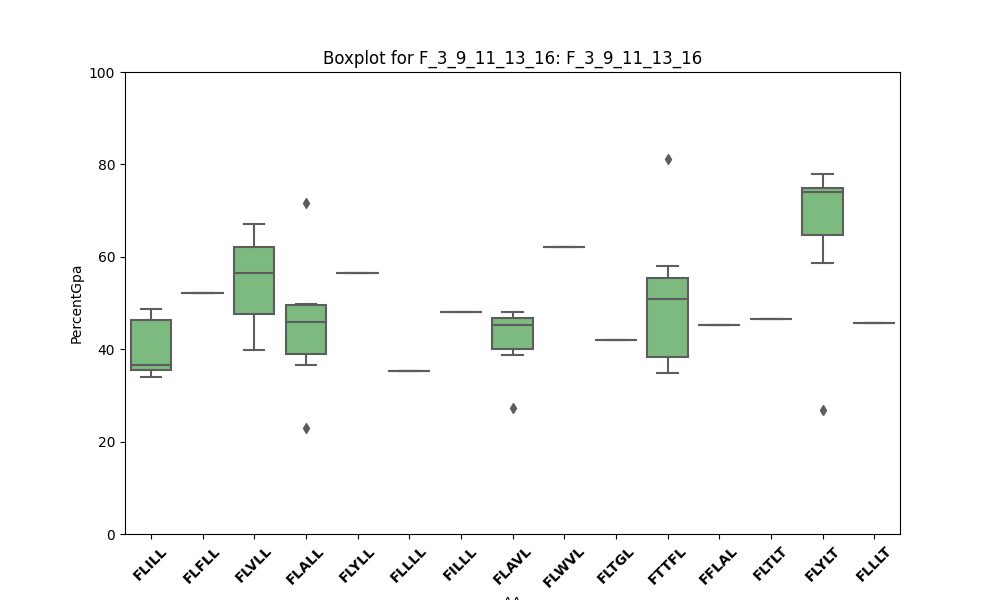 Boxplot for F_3_9_11_13_16: F_3_9_11_13_16
PercentGpa
100
80
60
40
20
0
FLILL
FLFLL
FLVLL
FLALL
FLYLL
FLLLL
FILLL
FLAVL
FLWVL
FLTGL
FTTFL
FFLAL
FLTLT
FLYLT
FLLLT